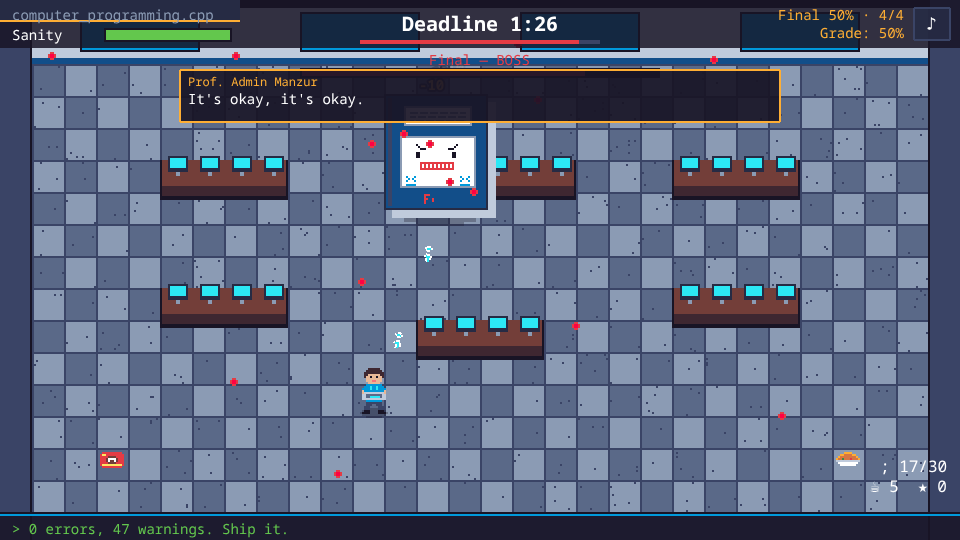 computer programming.cpp
Sanity
Deadline 1:26
Final 50% · 4/4
Grade: 50%
♪
Final — BOSS
Prof. Admin Manzur
It's okay, it's okay.
; 17/30
☕ 5 ★ 0
> 0 errors, 47 warnings. Ship it.